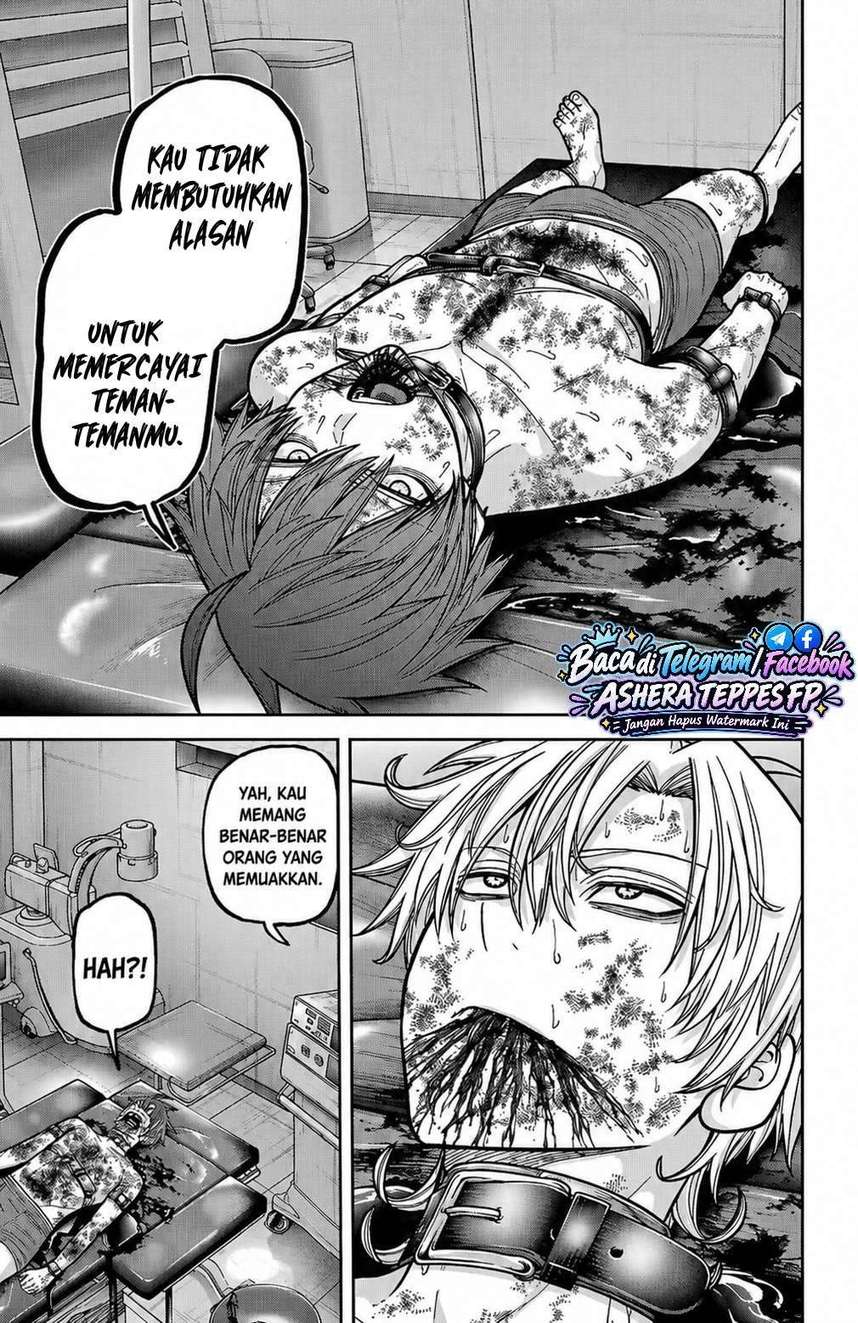 KAU TIDAK
MEMBUTUHKAN
ALASAN
UNTUK
MEMERCAYAI
TEMAN-
TEMANMU.
Baca di Telegram/Facebook
ASHERA TEPPES FP
Jangan Hapus Watermark Ini
YAH, KAU
MEMANG
BENAR-BENAR
ORANG YANG
MEMUAKKAN.
HAH?!